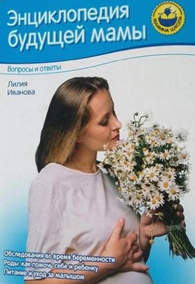 Энциклопедия
будущей мамы
Вопросы и ответы
Лилия
Иванова
Обследования во время беременности
Роды: как помочь себе и ребенку
Питание и уход за малышом